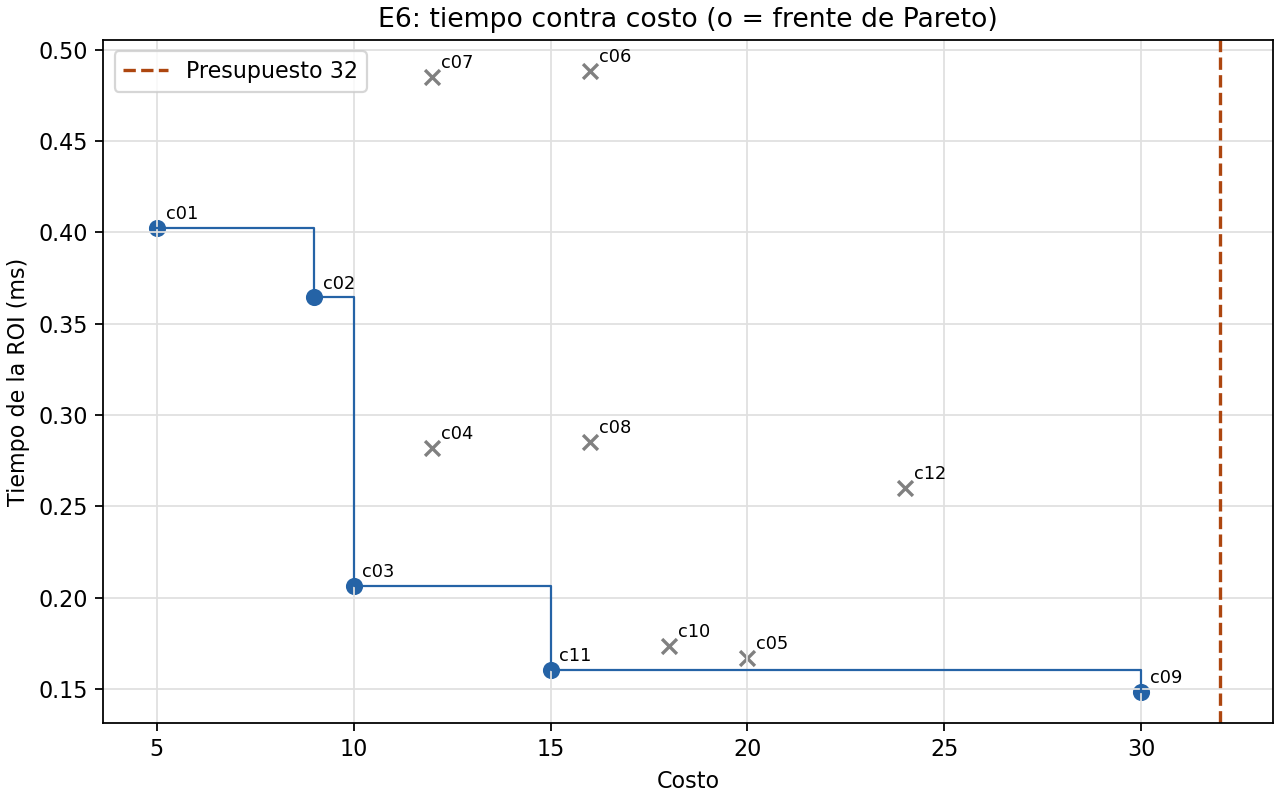 E6: tiempo contra costo (o = frente de Pareto)
Presupuesto 32
Tiempo de la ROI (ms)
0.50
0.45
0.40
0.35
0.30
0.25
0.20
0.15
c07
c06
c01
c02
c04
c08
c12
c03
c10
c05
c11
c09
5
10
15
20
25
30
Costo